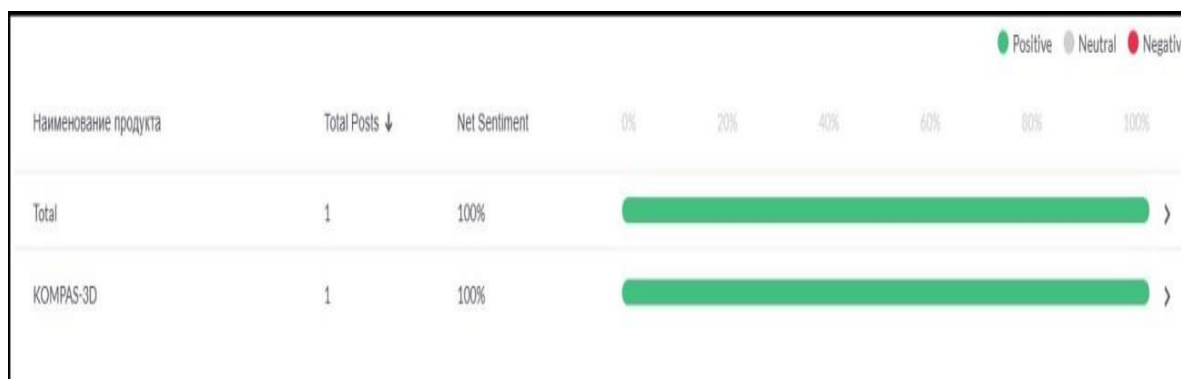 Positive Neutral Negativ
Наименование продукта Total Posts ↓ Net Sentiment 0% 20% 40% 60% 80% 100%
Total 1 100%
KOMPAS-3D 1 100%